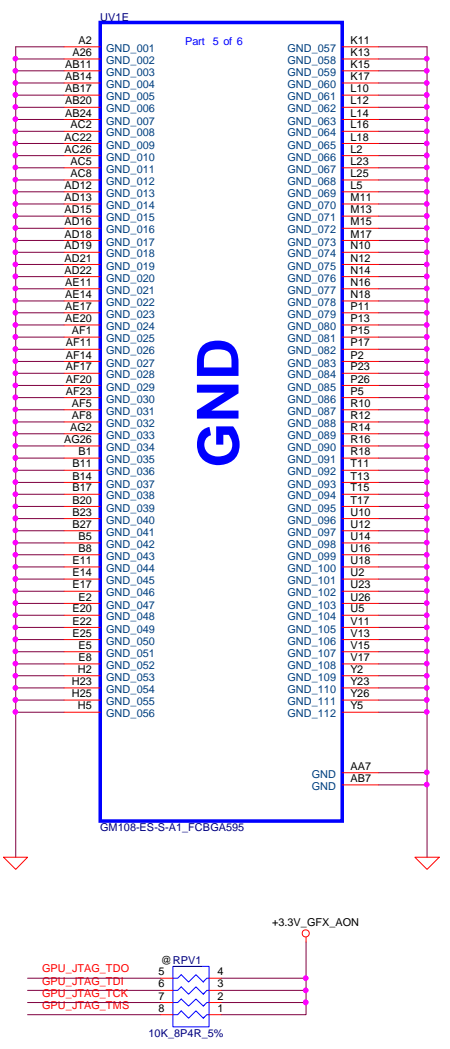 UV1E
Part 5 of 6
A2 GND_001 GND_057 K11
A26 GND_002 GND_058 K13
AB11 GND_003 GND_059 K15
AB14 GND_004 GND_060 K17
AB17 GND_005 GND_061 L10
AB20 GND_006 GND_062 L12
AB24 GND_007 GND_063 L14
AC2 GND_008 GND_064 L16
AC22 GND_009 GND_065 L18
AC26 GND_010 GND_066 L2
AC5 GND_011 GND_067 L23
AC8 GND_012 GND_068 L25
AD12 GND_013 GND_069 L5
AD13 GND_014 GND_070 M11
AD15 GND_015 GND_071 M13
AD16 GND_016 GND_072 M15
AD18 GND_017 GND_073 M17
AD19 GND_018 GND_074 N10
AD21 GND_019 GND_075 N12
AD22 GND_020 GND_076 N14
AE11 GND_021 GND_077 N16
AE14 GND_022 GND_078 N18
AE17 GND_023 GND_079 P11
AE20 GND_024 GND_080 P13
AF1 GND_025 GND_081 P15
AF11 GND_026 GND_082 P17
AF14 GND_027 GND_083 P2
AF17 GND_028 GND_084 P23
AF20 GND_029 GND_085 P26
AF23 GND_030 GND_086 P5
AF5 GND_031 GND_087 R10
AF8 GND_032 GND_088 R12
AG2 GND_033 GND_089 R14
AG26 GND_034 GND_090 R16
B1 GND_035 GND_091 R18
B11 GND_036 GND_092 T11
B14 GND_037 GND_093 T13
B17 GND_038 GND_094 T15
B20 GND_039 GND_095 T17
B23 GND_040 GND_096 U10
B27 GND_041 GND_097 U12
B5 GND_042 GND_098 U14
B8 GND_043 GND_099 U16
E11 GND_044 GND_100 U18
E14 GND_045 GND_101 U2
E17 GND_046 GND_102 U23
E2 GND_047 GND_103 U26
E20 GND_048 GND_104 U5
E22 GND_049 GND_105 V11
E25 GND_050 GND_106 V13
E5 GND_051 GND_107 V15
E8 GND_052 GND_108 V17
H2 GND_053 GND_109 Y2
H23 GND_054 GND_110 Y23
H25 GND_055 GND_111 Y26
H5 GND_056 GND_112 Y5
GND
GND AA7
GND AB7
GM108-ES-S-A1_FCBGA595
+3.3V_GFX_AON
@ RPV1
GPU_JTAG_TDO 5 4
GPU_JTAG_TDI 6 3
GPU_JTAG_TCK 7 2
GPU_JTAG_TMS 8 1
10K_8P4R_5%